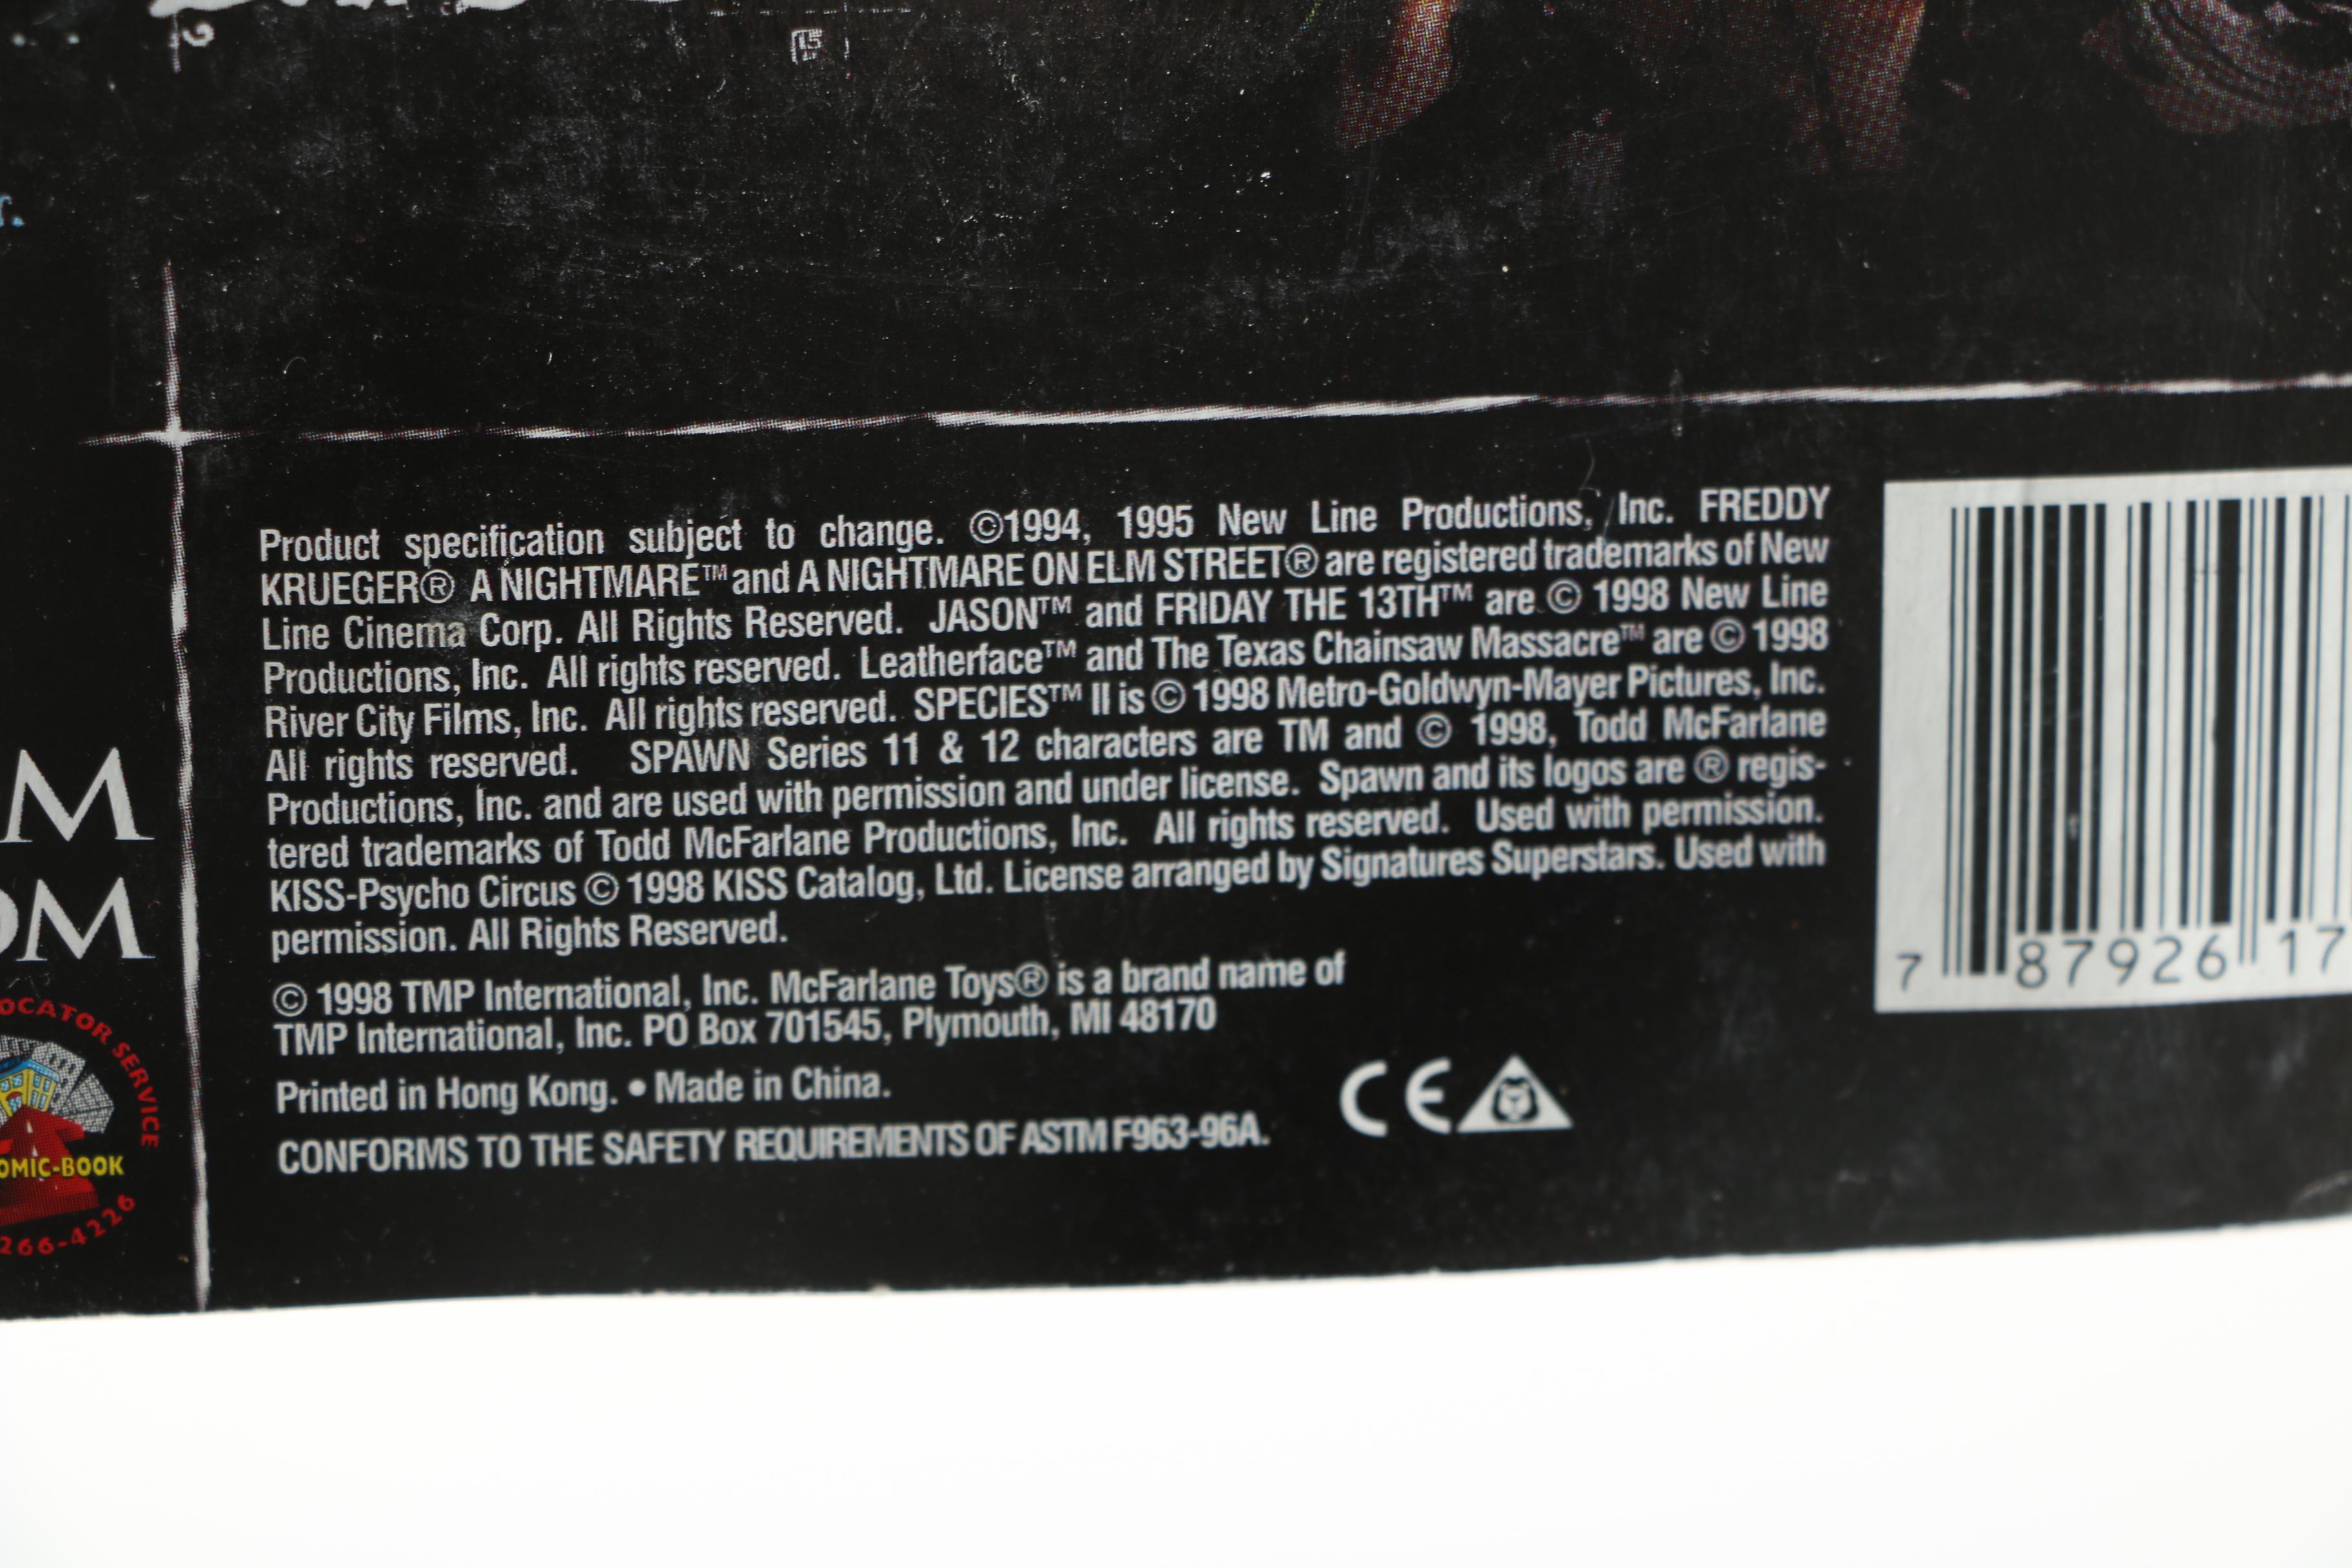 r.
Product specification subject to change. ©1994, 1995 New Line Productions, Inc. FREDDY
KRUEGER® A NIGHTMARE™ and A NIGHTMARE ON ELM STREET® are registered trademarks of New
Line Cinema Corp. All Rights Reserved. JASON™ and FRIDAY THE 13TH™ are © 1998 New Line
Productions, Inc. All rights reserved. Leatherface™ and The Texas Chainsaw Massacre™ are © 1998
River City Films, Inc. All rights reserved. SPECIES™ II is © 1998 Metro-Goldwyn-Mayer Pictures, Inc.
All rights reserved. SPAWN Series 11 & 12 characters are TM and © 1998, Todd McFarlane
Productions, Inc. and are used with permission and under license. Spawn and its logos are ® regis-
tered trademarks of Todd McFarlane Productions, Inc. All rights reserved. Used with permission.
KISS-Psycho Circus © 1998 KISS Catalog, Ltd. License arranged by Signatures Superstars. Used with
permission. All Rights Reserved.
© 1998 TMP International, Inc. McFarlane Toys® is a brand name of
TMP International, Inc. PO Box 701545, Plymouth, MI 48170
Printed in Hong Kong. • Made in China.
CONFORMS TO THE SAFETY REQUIREMENTS OF ASTM F963-96A.
CE
7 87926 17
M
OM
OCATOR SERVICE
OMIC-BOOK
266-4226